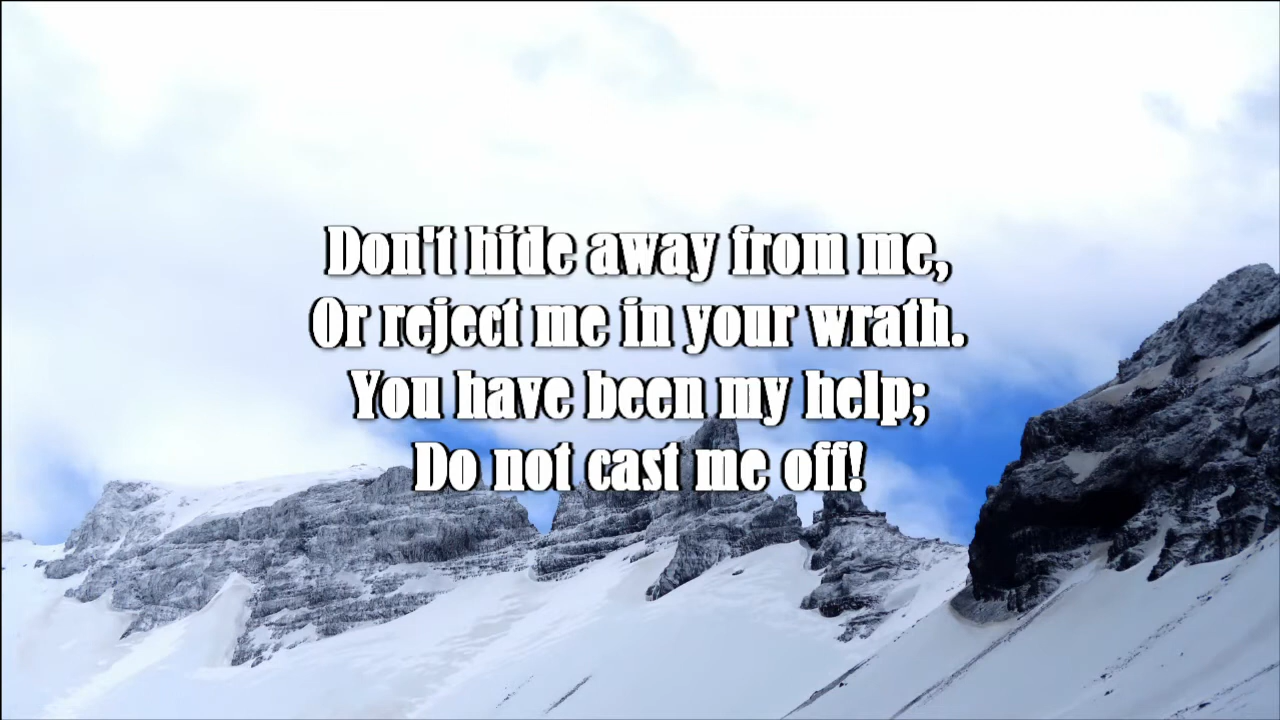 Don't hide away from me,
Or reject me in your wrath.
You have been my help;
Do not cast me off!